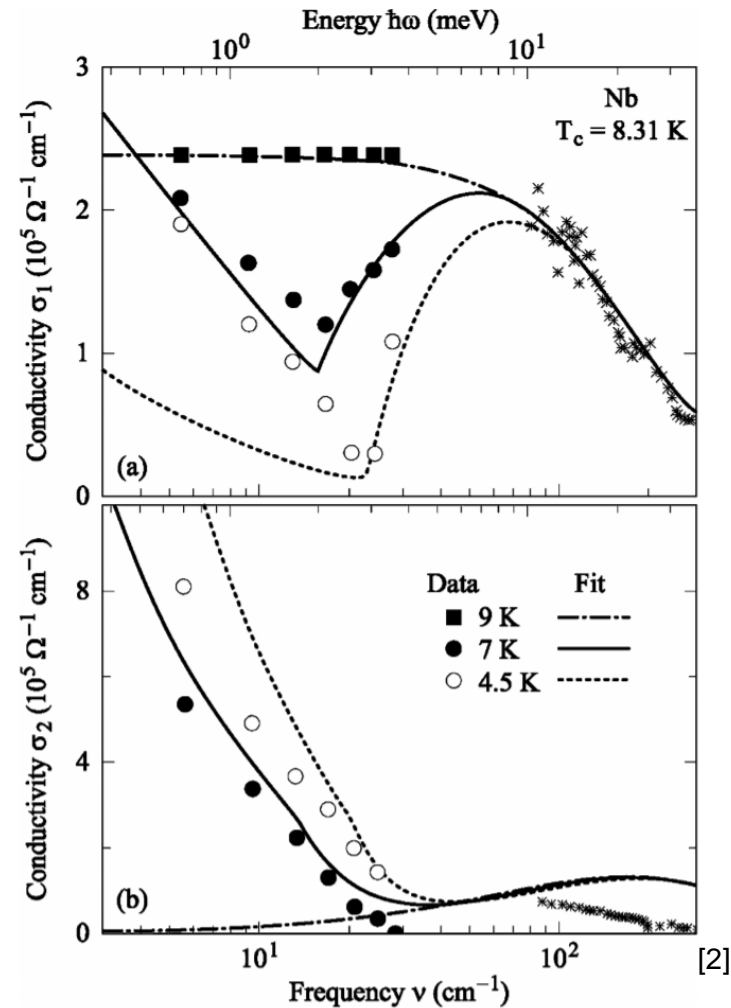 Energy ħω (meV)
10⁰ 10¹
Nb
T_c = 8.31 K
Conductivity σ₁ (10⁵ Ω⁻¹ cm⁻¹)
3
2
1
0
(a)
Conductivity σ₂ (10⁵ Ω⁻¹ cm⁻¹)
8
4
0
Data Fit
9 K
7 K
4.5 K
(b)
10¹ 10²
Frequency ν (cm⁻¹)
[2]